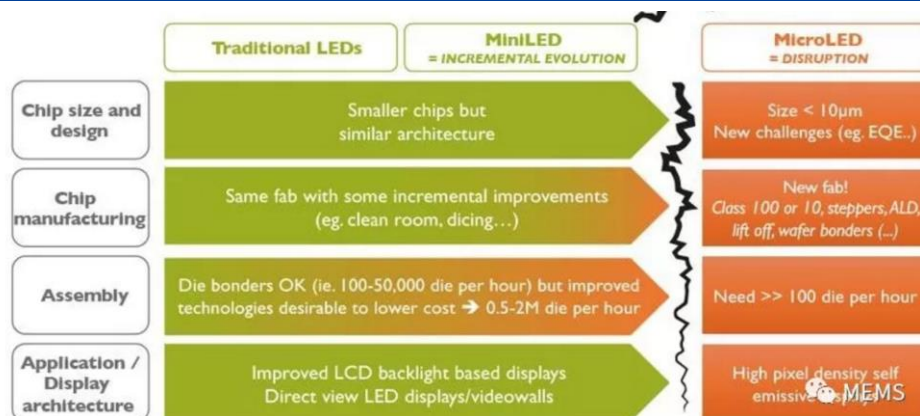 Traditional LEDs
MiniLED
= INCREMENTAL EVOLUTION
MicroLED
= DISRUPTION
Chip size and
design
Smaller chips but
similar architecture
Size < 10µm
New challenges (eg. EQE..)
Chip
manufacturing
Same fab with some incremental improvements
(eg. clean room, dicing…)
New fab!
Class 100 or 10, steppers, ALD,
lift off, wafer bonders (...)
Assembly
Die bonders OK (ie. 100-50,000 die per hour) but improved
technologies desirable to lower cost ➔ 0.5-2M die per hour
Need >> 100 die per hour
Application /
Display
architecture
Improved LCD backlight based displays
Direct view LED displays/videowalls
High pixel density self
emissive
MEMS